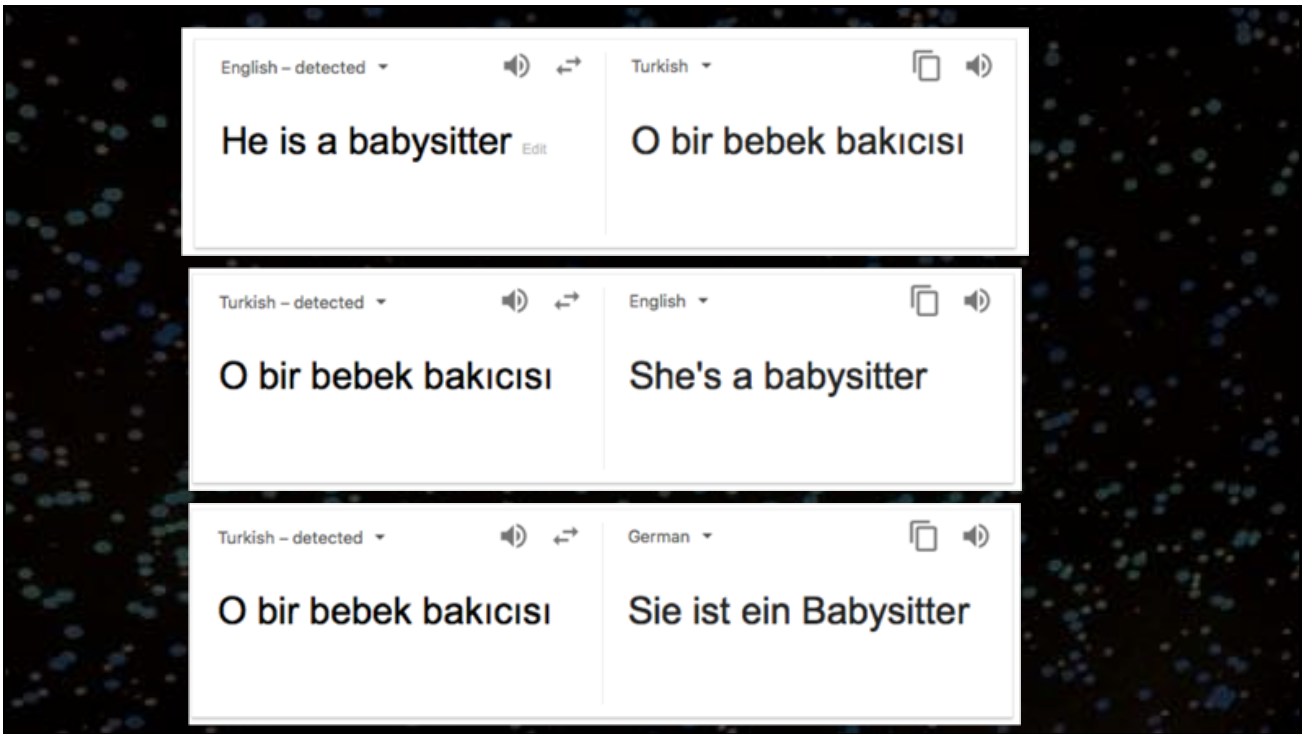 English – detected
Turkish
He is a babysitter Edit
O bir bebek bakıcısı
Turkish – detected
English
O bir bebek bakıcısı
She's a babysitter
Turkish – detected
German
O bir bebek bakıcısı
Sie ist ein Babysitter